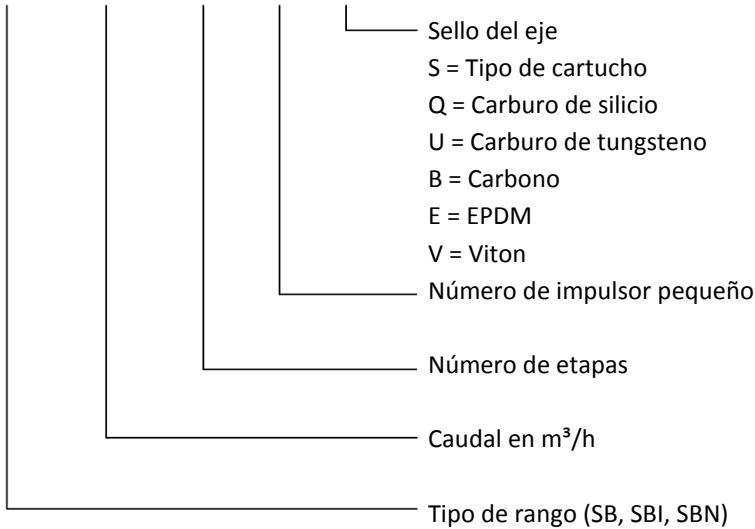 Sello del eje
S = Tipo de cartucho
Q = Carburo de silicio
U = Carburo de tungsteno
B = Carbono
E = EPDM
V = Viton
Número de impulsor pequeño
Número de etapas
Caudal en m³/h
Tipo de rango (SB, SBI, SBN)